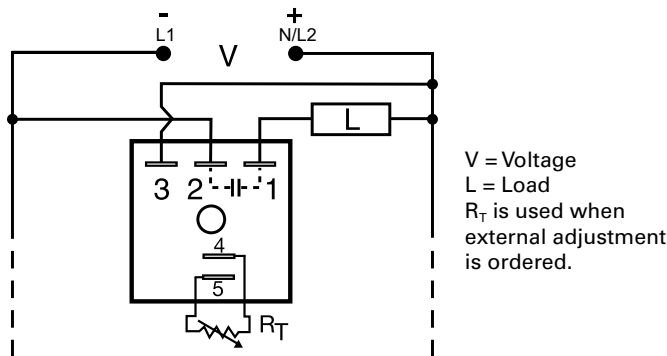 - +
L1 N/L2
V
L
3 2 1
4
5
R_T
V = Voltage
L = Load
R_T is used when
external adjustment
is ordered.